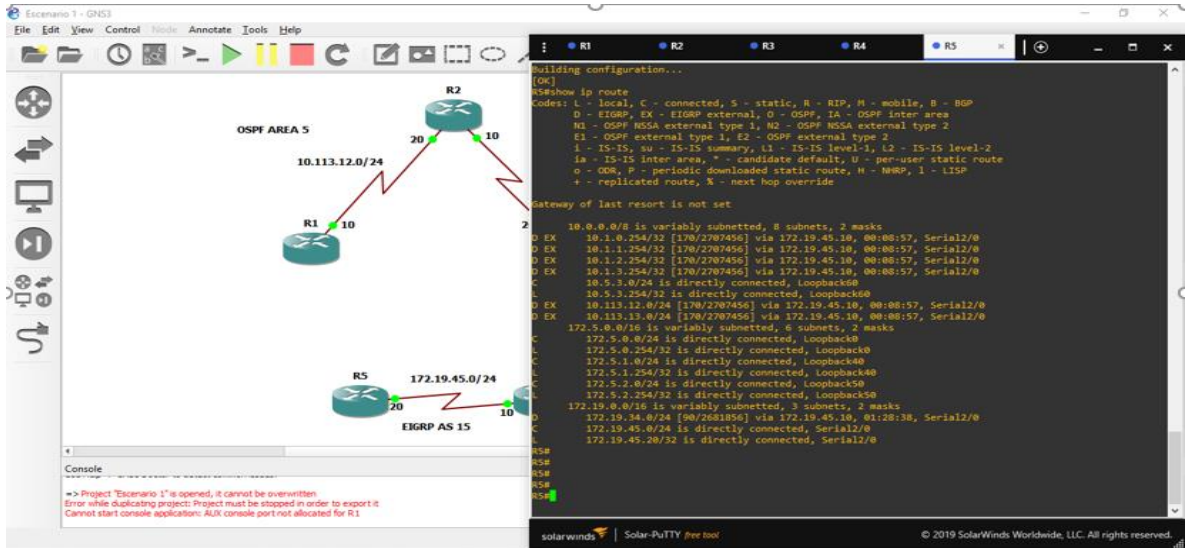 Escenario 1 - GNS3
File Edit View Control Node Annotate Tools Help
OSPF AREA 5
R2
20
10
10.113.12.0/24
R1
10
2
R5
172.19.45.0/24
20
10
EIGRP AS 15
Console
=> Project "Escenario 1" is opened, it cannot be overwritten
Error while duplicating project: Project must be stopped in order to export it
Cannot start console application: AUX console port not allocated for R1
R1 R2 R3 R4 R5
Building configuration...
[OK]
R5#show ip route
Codes: L - local, C - connected, S - static, R - RIP, M - mobile, B - BGP
D - EIGRP, EX - EIGRP external, O - OSPF, IA - OSPF inter area
N1 - OSPF NSSA external type 1, N2 - OSPF NSSA external type 2
E1 - OSPF external type 1, E2 - OSPF external type 2
i - IS-IS, su - IS-IS summary, L1 - IS-IS level-1, L2 - IS-IS level-2
ia - IS-IS inter area, * - candidate default, U - per-user static route
o - ODR, P - periodic downloaded static route, H - NHRP, l - LISP
+ - replicated route, % - next hop override
Gateway of last resort is not set
10.0.0.0/8 is variably subnetted, 8 subnets, 2 masks
D EX 10.1.0.254/32 [170/2707456] via 172.19.45.10, 00:08:57, Serial2/0
D EX 10.1.1.254/32 [170/2707456] via 172.19.45.10, 00:08:57, Serial2/0
D EX 10.1.2.254/32 [170/2707456] via 172.19.45.10, 00:08:57, Serial2/0
D EX 10.1.3.254/32 [170/2707456] via 172.19.45.10, 00:08:57, Serial2/0
C 10.5.3.0/24 is directly connected, Loopback60
L 10.5.3.254/32 is directly connected, Loopback60
D EX 10.113.12.0/24 [170/2707456] via 172.19.45.10, 00:08:57, Serial2/0
D EX 10.113.13.0/24 [170/2707456] via 172.19.45.10, 00:08:57, Serial2/0
172.5.0.0/16 is variably subnetted, 6 subnets, 2 masks
C 172.5.0.0/24 is directly connected, Loopback0
L 172.5.0.254/32 is directly connected, Loopback0
C 172.5.1.0/24 is directly connected, Loopback40
L 172.5.1.254/32 is directly connected, Loopback40
C 172.5.2.0/24 is directly connected, Loopback50
L 172.5.2.254/32 is directly connected, Loopback50
172.19.0.0/16 is variably subnetted, 3 subnets, 2 masks
D 172.19.34.0/24 [90/2681856] via 172.19.45.10, 01:28:38, Serial2/0
C 172.19.45.0/24 is directly connected, Serial2/0
L 172.19.45.20/32 is directly connected, Serial2/0
R5#
R5#
R5#
R5#
R5#
solarwinds Solar-PuTTY free tool © 2019 SolarWinds Worldwide, LLC. All rights reserved.